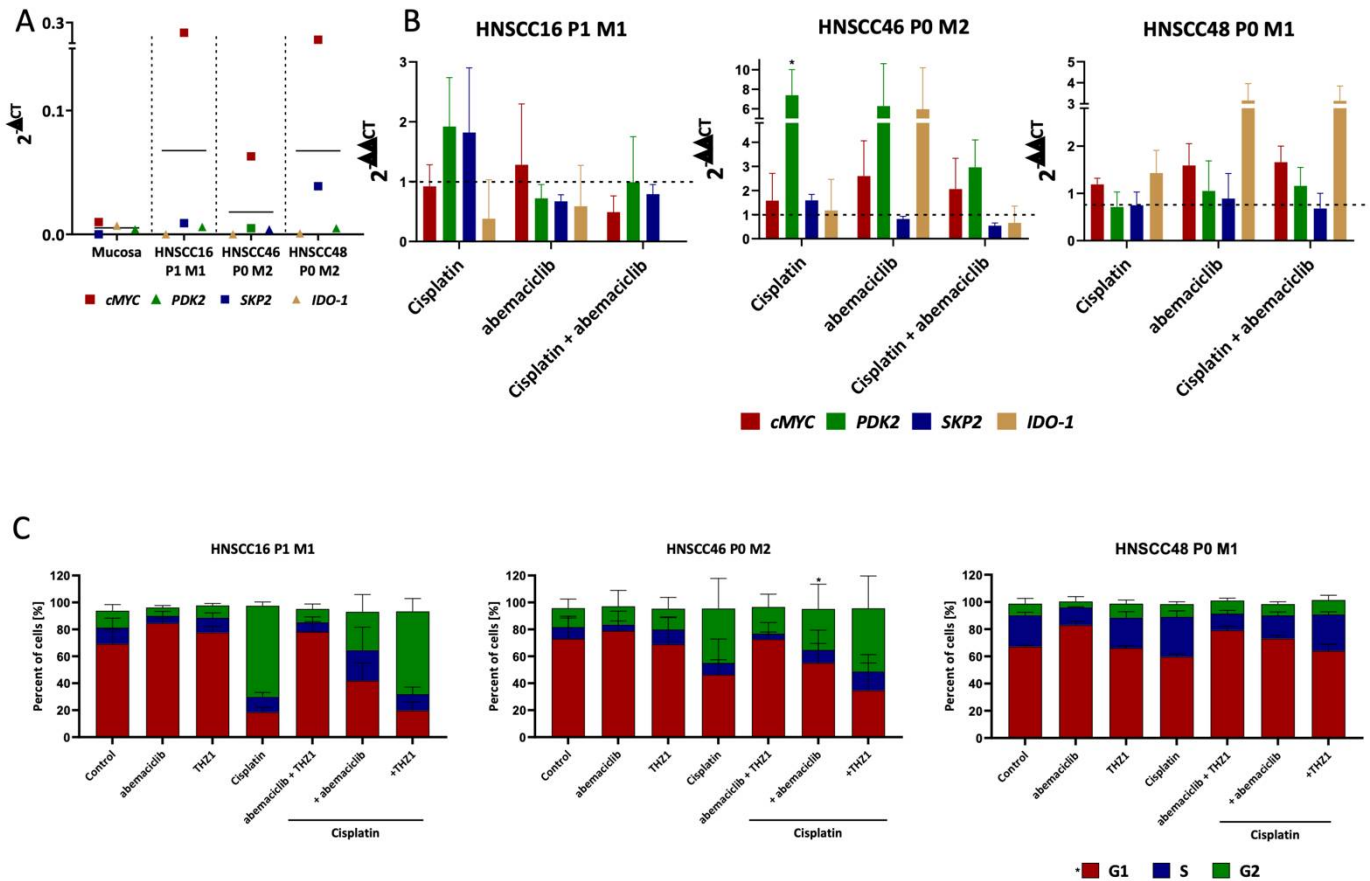 A
0.3
0.1
0.0
2-ΔCT
Mucosa HNSCC16 HNSCC46 HNSCC48
P1 M1 P0 M2 P0 M2
cMYC PDK2 SKP2 IDO-1
B
HNSCC16 P1 M1
3
2
1
0
2-ΔΔCT
Cisplatin
abemaciclib
Cisplatin + abemaciclib
HNSCC46 P0 M2
10
8
6
4
3
2
1
0
2-ΔΔCT
*
Cisplatin
abemaciclib
Cisplatin + abemaciclib
HNSCC48 P0 M1
5
4
3
2
1
0
2-ΔΔCT
Cisplatin
abemaciclib
Cisplatin + abemaciclib
cMYC PDK2 SKP2 IDO-1
C
HNSCC16 P1 M1
Percent of cells [%]
120
100
80
60
40
20
0
Control
abemaciclib
THZ1
Cisplatin
abemaciclib + THZ1
+ abemaciclib
+THZ1
Cisplatin
HNSCC46 P0 M2
Percent of cells [%]
120
100
80
60
40
20
0
*
Control
abemaciclib
THZ1
Cisplatin
abemaciclib + THZ1
+ abemaciclib
+THZ1
Cisplatin
HNSCC48 P0 M1
Percent of cells [%]
120
100
80
60
40
20
0
Control
abemaciclib
THZ1
Cisplatin
abemaciclib + THZ1
+ abemaciclib
+THZ1
Cisplatin
* G1 S G2